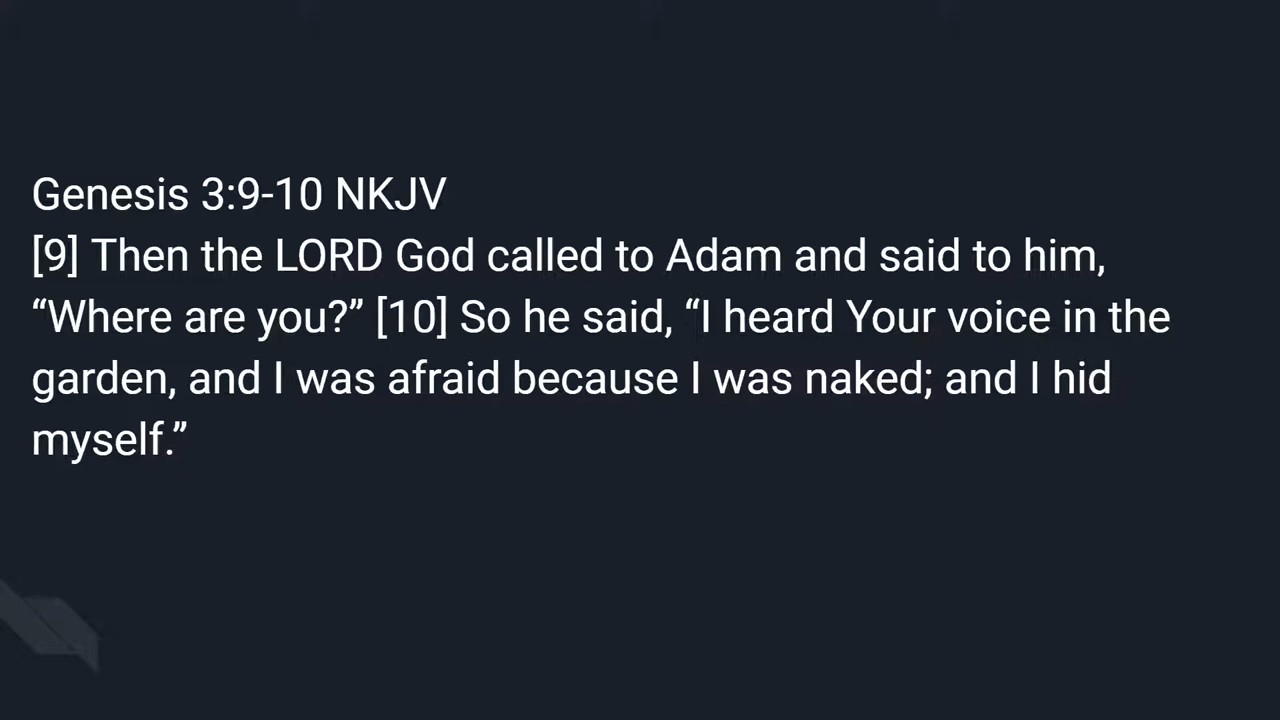 Genesis 3:9-10 NKJV
[9] Then the LORD God called to Adam and said to him,
“Where are you?” [10] So he said, “I heard Your voice in the
garden, and I was afraid because I was naked; and I hid
myself.”